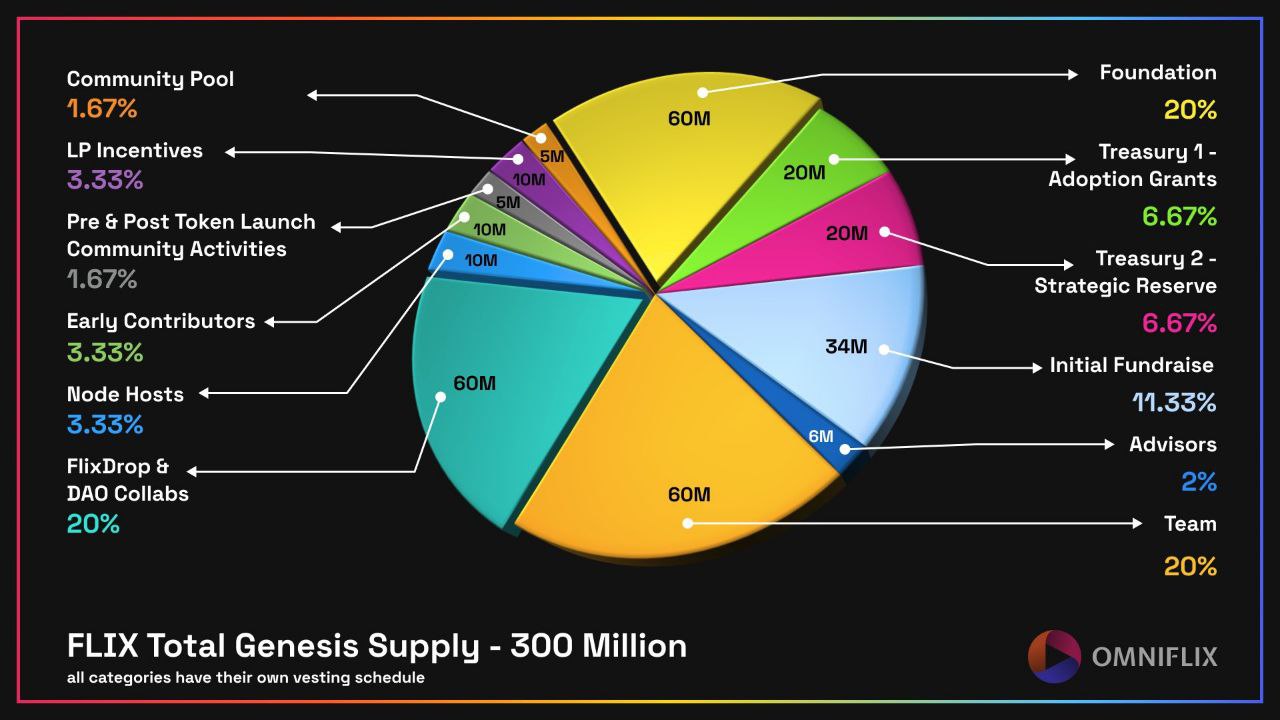 Community Pool
1.67%
LP Incentives
3.33%
Pre & Post Token Launch
Community Activities
1.67%
Early Contributors
3.33%
Node Hosts
3.33%
FlixDrop &
DAO Collabs
20%
60M
5M
10M
5M
10M
10M
60M
20M
20M
34M
6M
60M
Foundation
20%
Treasury 1 -
Adoption Grants
6.67%
Treasury 2 -
Strategic Reserve
6.67%
Initial Fundraise
11.33%
Advisors
2%
Team
20%
FLIX Total Genesis Supply - 300 Million
all categories have their own vesting schedule
OMNIFLIX